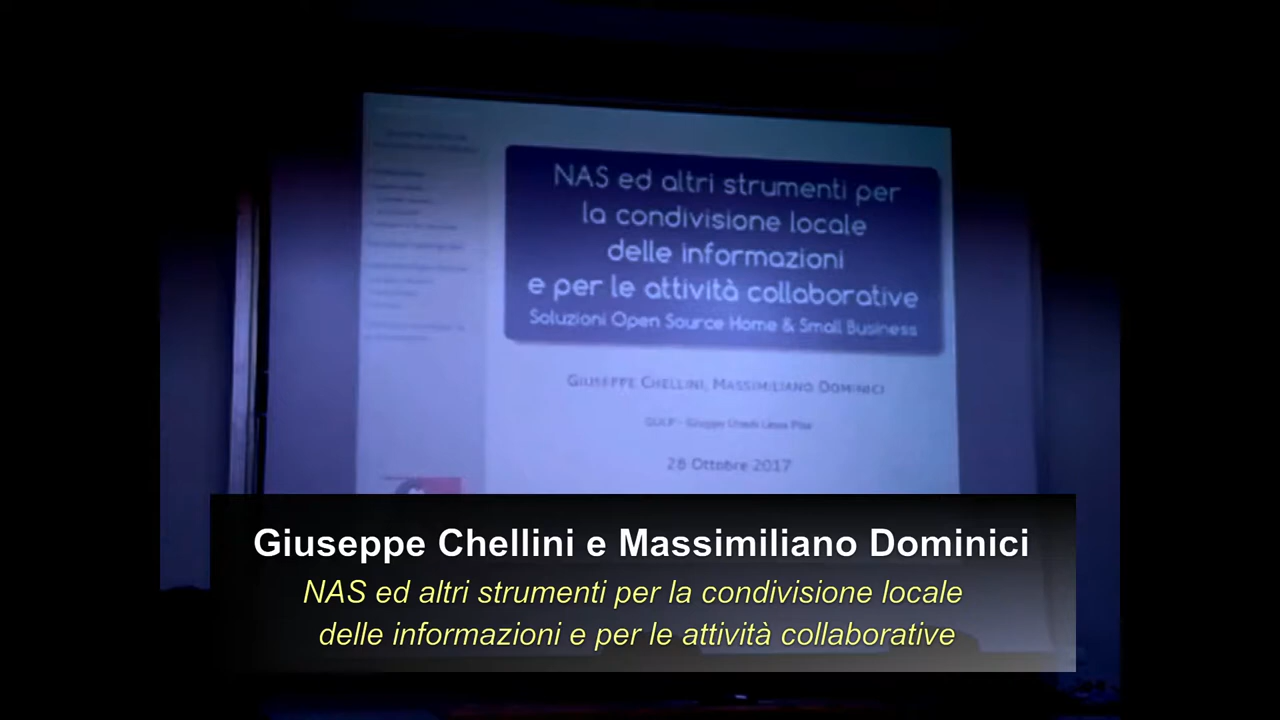 NAS ed altri strumenti per
la condivisione locale
delle informazioni
e per le attività collaborative
Soluzioni Open Source Home & Small Business
GIUSEPPE CHELLINI, MASSIMILIANO DOMINICI
GULP - Gruppo Utenti Linux Pisa
28 Ottobre 2017
Giuseppe Chellini e Massimiliano Dominici
NAS ed altri strumenti per la condivisione locale
delle informazioni e per le attività collaborative